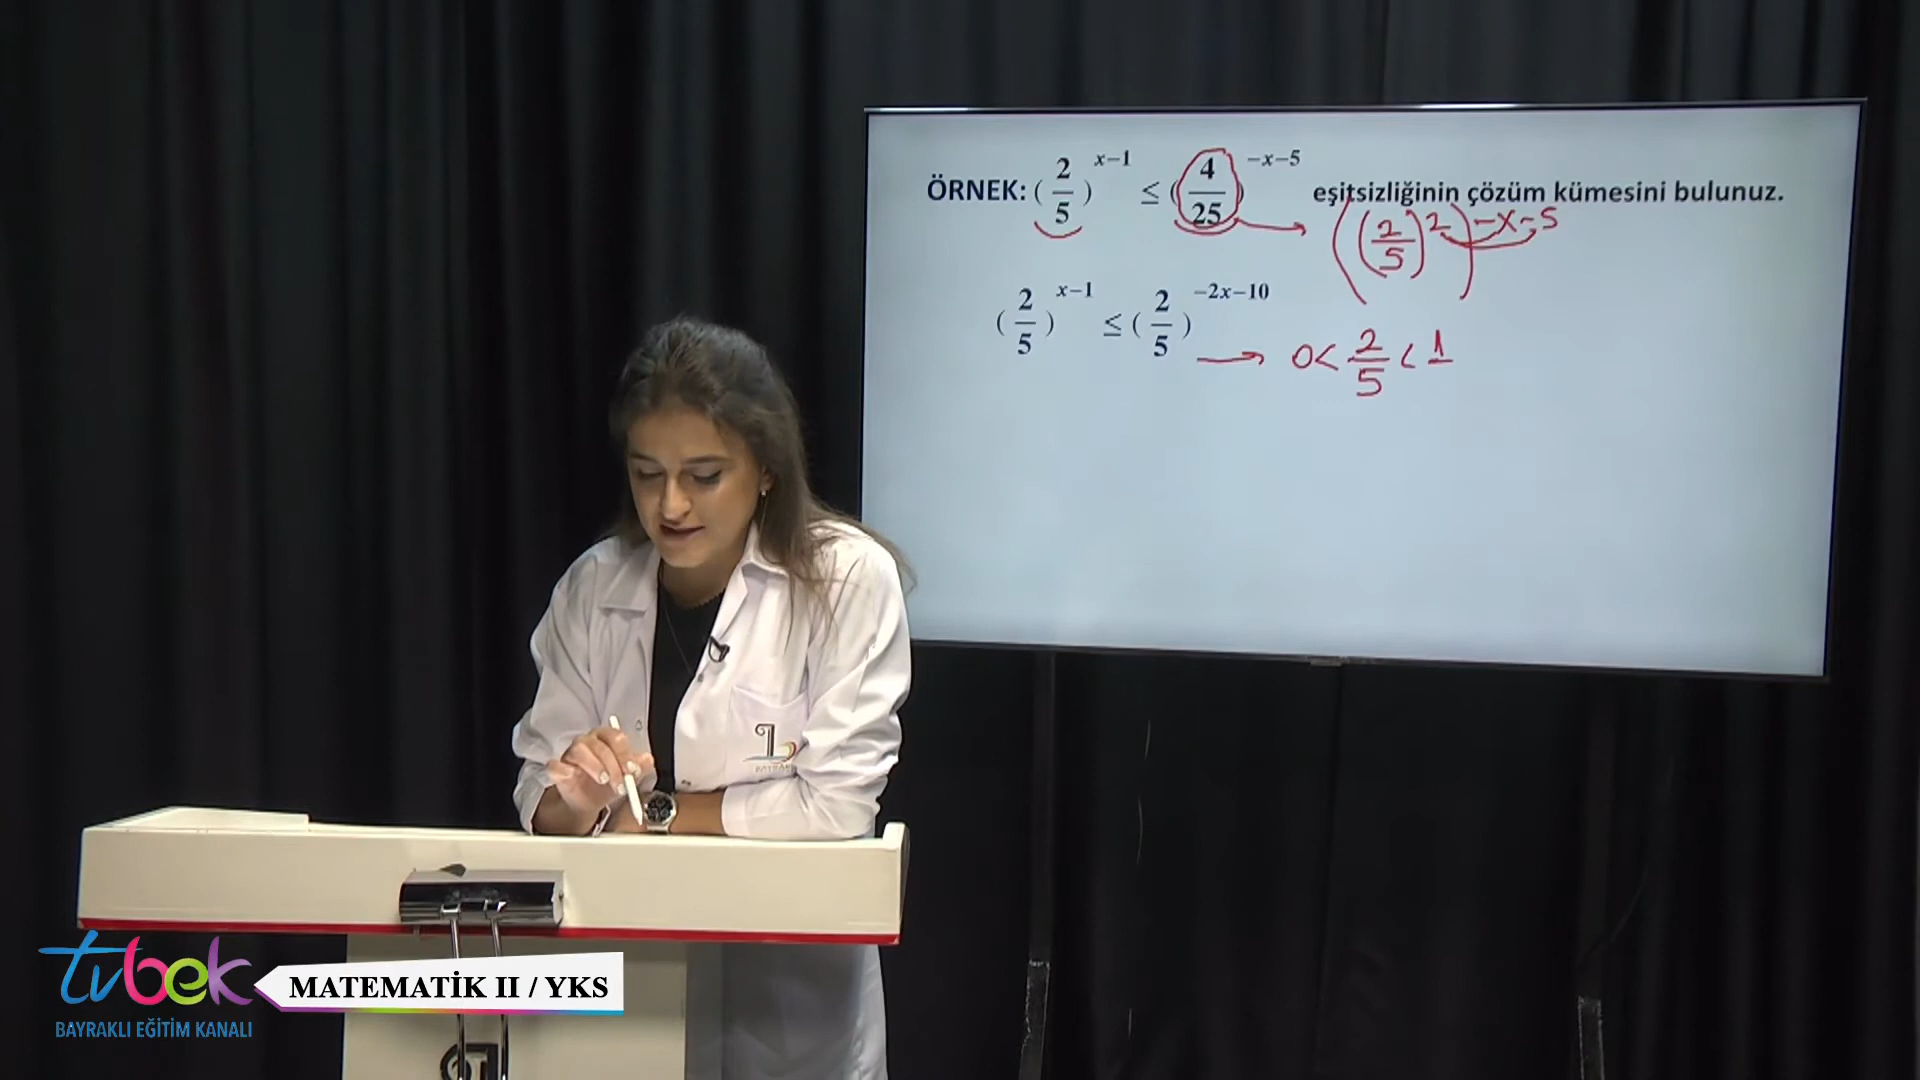 ÖRNEK: (2/5)^(x−1) ≤ (4/25)^(−x−5) eşitsizliğinin çözüm kümesini bulunuz.
((2/5)^2)^(−x−5)
(2/5)^(x−1) ≤ (2/5)^(−2x−10)
0 < 2/5 < 1
BAYRAKLI
tvbek
MATEMATİK II / YKS
BAYRAKLI EĞİTİM KANALI